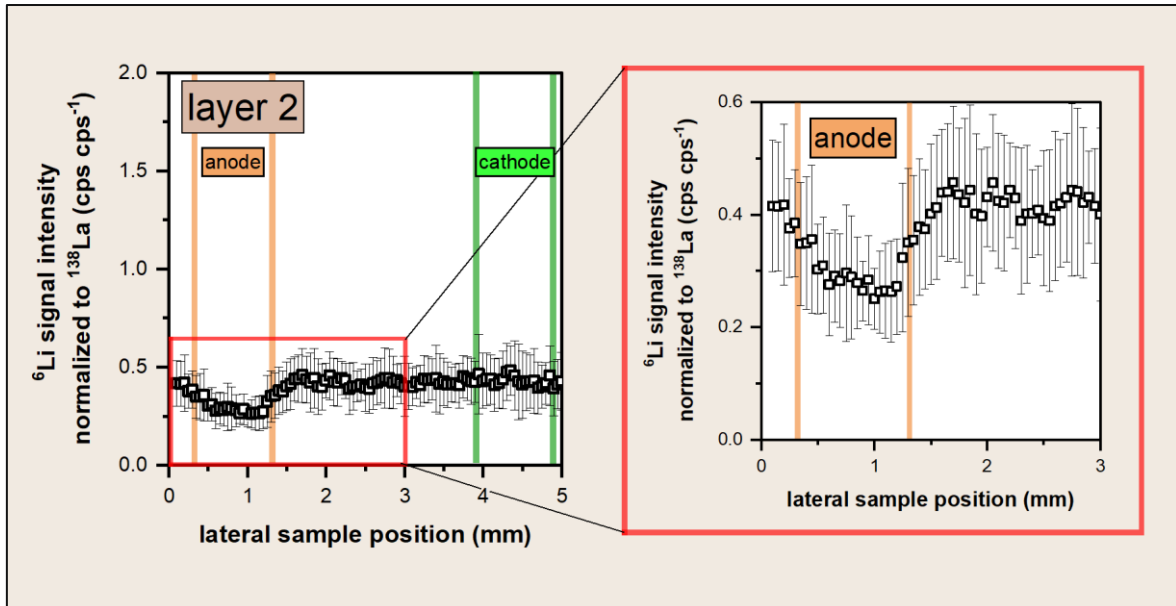 layer 2
anode
cathode
⁶Li signal intensity
normalized to ¹³⁸La (cps cps⁻¹)
2.0
1.5
1.0
0.5
0.0
0 1 2 3 4 5
lateral sample position (mm)
anode
⁶Li signal intensity
normalized to ¹³⁸La (cps cps⁻¹)
0.6
0.4
0.2
0.0
0 1 2 3
lateral sample position (mm)